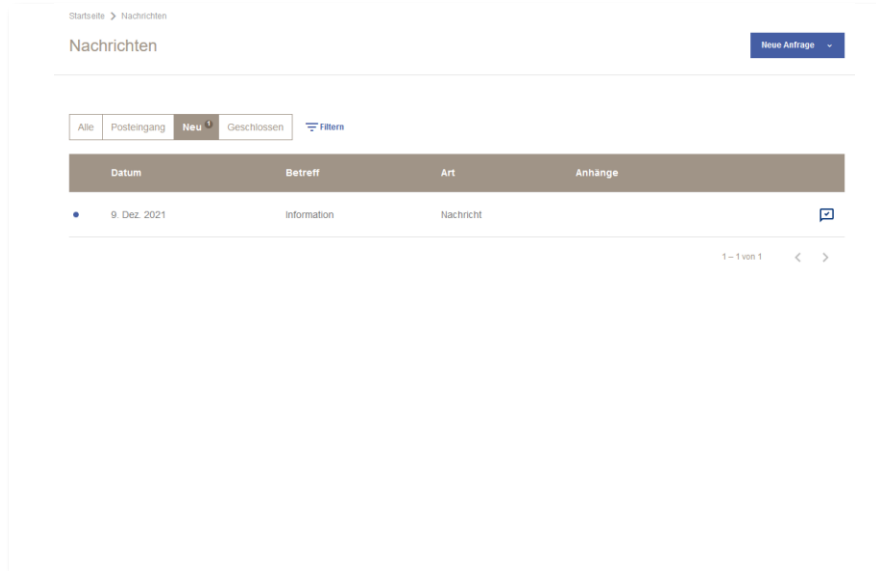 Startseite > Nachrichten
Nachrichten
Neue Anfrage
Alle Posteingang Neu 1 Geschlossen Filtern
Datum Betreff Art Anhänge
9. Dez. 2021 Information Nachricht
1 – 1 von 1